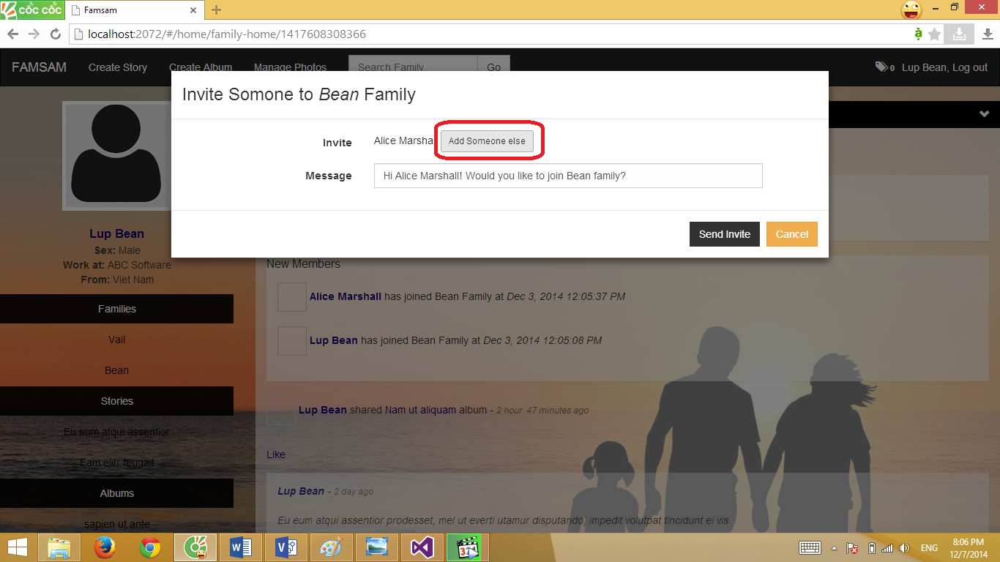 CỐC CỐC
Famsam
localhost:2072/#/home/family-home/1417608308366
FAMSAM Create Story Create Album Manage Photos Search Family Go 0 Lup Bean, Log out
Invite Somone to Bean Family
Invite Alice Marsha Add Someone else
Message Hi Alice Marshall! Would you like to join Bean family?
Send Invite Cancel
Lup Bean
Sex: Male
Work at: ABC Software
From: Viet Nam
Families
Vail
Bean
Stories
Eu eum atqui assentior
Eam elitr feugait
Albums
sapien ut ante
New Members
Alice Marshall has joined Bean Family at Dec 3, 2014 12:05:37 PM
Lup Bean has joined Bean Family at Dec 3, 2014 12:05:08 PM
Lup Bean shared Nam ut aliquam album - 2 hour 47 minutes ago
Like
Lup Bean - 2 day ago
Eu eum atqui assentior prodesset, mel ut everti utamur disputando, impedit volutpat tincidunt ei vis.
ENG
8:06 PM
12/7/2014